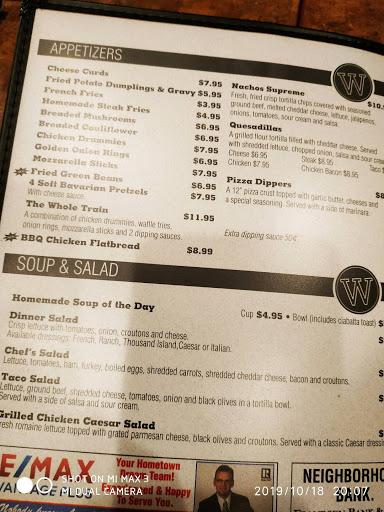 APPETIZERS
Cheese Curds $7.95
Fried Potato Dumplings & Gravy $5.95
French Fries $3.95
Homemade Steak Fries $4.95
Breaded Mushrooms $6.95
Breaded Cauliflower $6.95
Chicken Drummies $7.95
Golden Onion Rings $7.95
Mozzarella Sticks $6.95
Fried Green Beans $7.95
4 Soft Bavarian Pretzels
With cheese sauce.
The Whole Train $11.95
A combination of chicken drummies, waffle fries,
onion rings, mozzarella sticks and 2 dipping sauces.
BBQ Chicken Flatbread $8.99
W
Nachos Supreme
Fresh, fried crisp tortilla chips covered with seasoned
ground beef, melted cheddar cheese, lettuce, jalapenos,
onions, tomatoes, sour cream and salsa.
Quesadillas
A grilled flour tortilla filled with cheddar cheese. Served
with shredded lettuce, chopped onion, salsa and sour
Cheese $6.95 Steak $8.95 Taco
Chicken $7.95 Chicken Bacon $8.95
Pizza Dippers
A 12" pizza crust topped with garlic butter, cheeses and
a special seasoning. Served with a side of marinara.
Extra dipping sauce 50¢
SOUP & SALAD
W
Homemade Soup of the Day Cup $4.95 • Bowl (includes ciabatta toast)
Dinner Salad
Crisp lettuce with tomatoes, onion, croutons and cheese.
Available dressings: French, Ranch, Thousand Island, Caesar or Italian.
Chef's Salad
Lettuce, tomatoes, ham, turkey, boiled eggs, shredded carrots, shredded cheddar cheese, bacon and croutons.
Taco Salad
Lettuce, ground beef, shredded cheese, tomatoes, onion and black olives in a tortilla bowl.
Served with a side of salsa and sour cream.
Grilled Chicken Caesar Salad
Fresh romaine lettuce topped with grated parmesan cheese, black olives and croutons. Served with a classic Caesar
E/MAX
Your Hometown
Team!
& Happy
To Serve You.
NEIGHBORHO
BANK.
SHOT ON MI MAX 3
MI DUAL CAMERA
2019/10/18 20:07